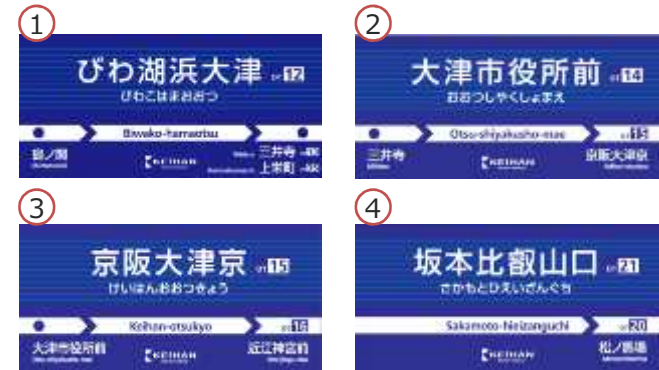 ①
びわ湖浜大津 OT 12
びわこはまおおつ
Biwako-hamaotsu
島ノ関
三井寺
上栄町
KEIHAN
②
大津市役所前 OT 14
おおつしやくしょまえ
Otsu-shiyakusho-mae
OT 15
三井寺
京阪大津京
KEIHAN
③
京阪大津京 OT 15
けいはんおおつきょう
Keihan-otsukyo
OT 16
大津市役所前
近江神宮前
KEIHAN
④
坂本比叡山口 OT 21
さかもとひえいざんぐち
Sakamoto-hieizanguchi
OT 20
松ノ馬場
KEIHAN